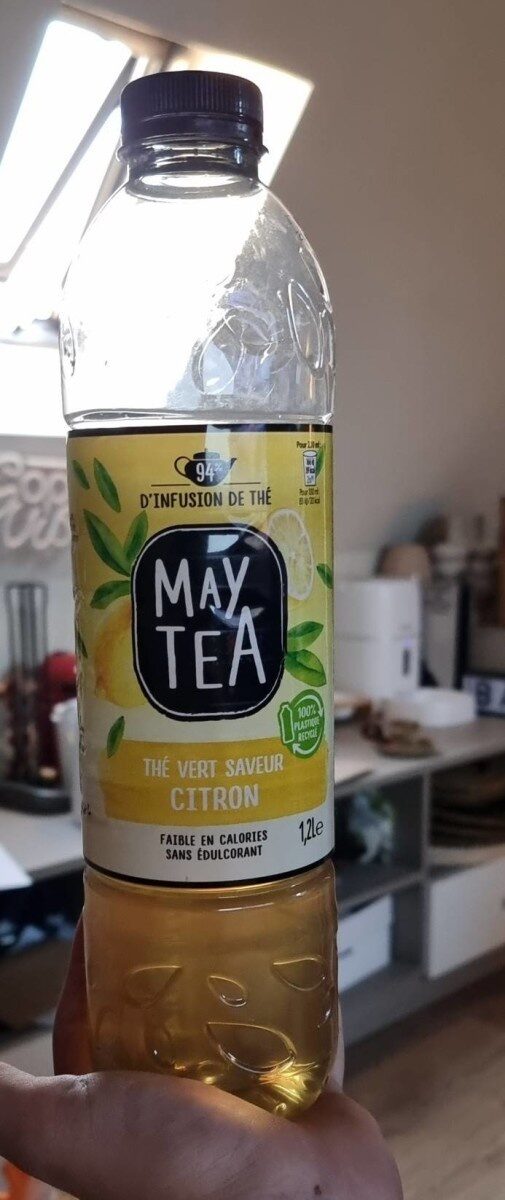 94%
D'INFUSION DE THÉ
MAY
TEA
100%
PLASTIQUE
RECYCLÉ
THÉ VERT SAVEUR
CITRON
FAIBLE EN CALORIES
SANS ÉDULCORANT
1,2Le